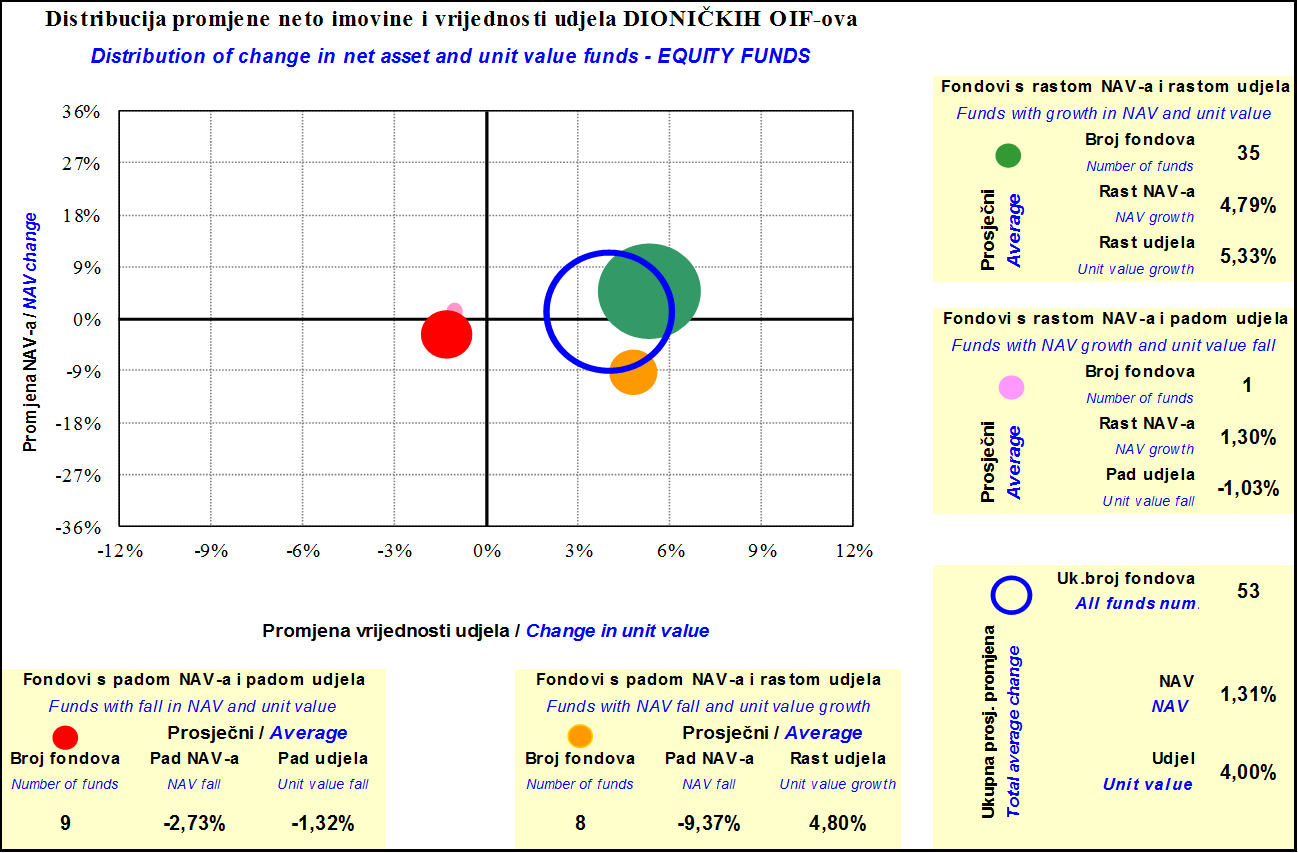 Distribucija promjene neto imovine i vrijednosti udjela DIONIČKIH OIF-ova
Distribution of change in net asset and unit value funds - EQUITY FUNDS
Promjena NAV-a / NAV change
36%
27%
18%
9%
0%
-9%
-18%
-27%
-36%
-12%
-9%
-6%
-3%
0%
3%
6%
9%
12%
Promjena vrijednosti udjela / Change in unit value
Fondovi s rastom NAV-a i rastom udjela
Funds with growth in NAV and unit value
Prosječni
Average
Broj fondova
Number of funds
35
Rast NAV-a
NAV growth
4,79%
Rast udjela
Unit value growth
5,33%
Fondovi s rastom NAV-a i padom udjela
Funds with NAV growth and unit value fall
Prosječni
Average
Broj fondova
Number of funds
1
Rast NAV-a
NAV growth
1,30%
Pad udjela
Unit value fall
-1,03%
Uk.broj fondova
All funds num.
53
Ukupna prosj. promjena
Total average change
NAV
NAV
1,31%
Udjel
Unit value
4,00%
Fondovi s padom NAV-a i padom udjela
Funds with fall in NAV and unit value
Prosječni / Average
Broj fondova Pad NAV-a Pad udjela
Number of funds NAV fall Unit value fall
9 -2,73% -1,32%
Fondovi s padom NAV-a i rastom udjela
Funds with NAV fall and unit value growth
Prosječni / Average
Broj fondova Pad NAV-a Rast udjela
Number of funds NAV fall Unit value growth
8 -9,37% 4,80%